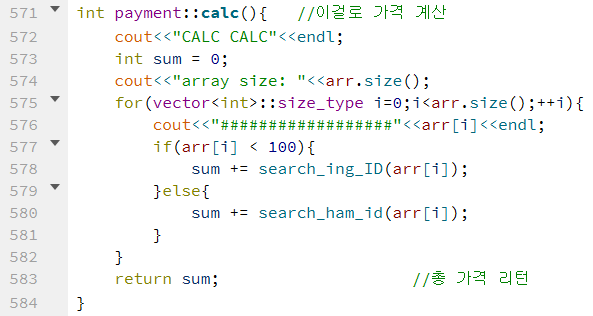 571 int payment::calc(){   //이걸로 가격 계산
572     cout<<"CALC CALC"<<endl;
573     int sum = 0;
574     cout<<"array size: "<<arr.size();
575     for(vector<int>::size_type i=0;i<arr.size();++i){
576         cout<<"##################"<<arr[i]<<endl;
577         if(arr[i] < 100){
578             sum += search_ing_ID(arr[i]);
579         }else{
580             sum += search_ham_id(arr[i]);
581         }
582     }
583     return sum;                    //총 가격 리턴
584 }